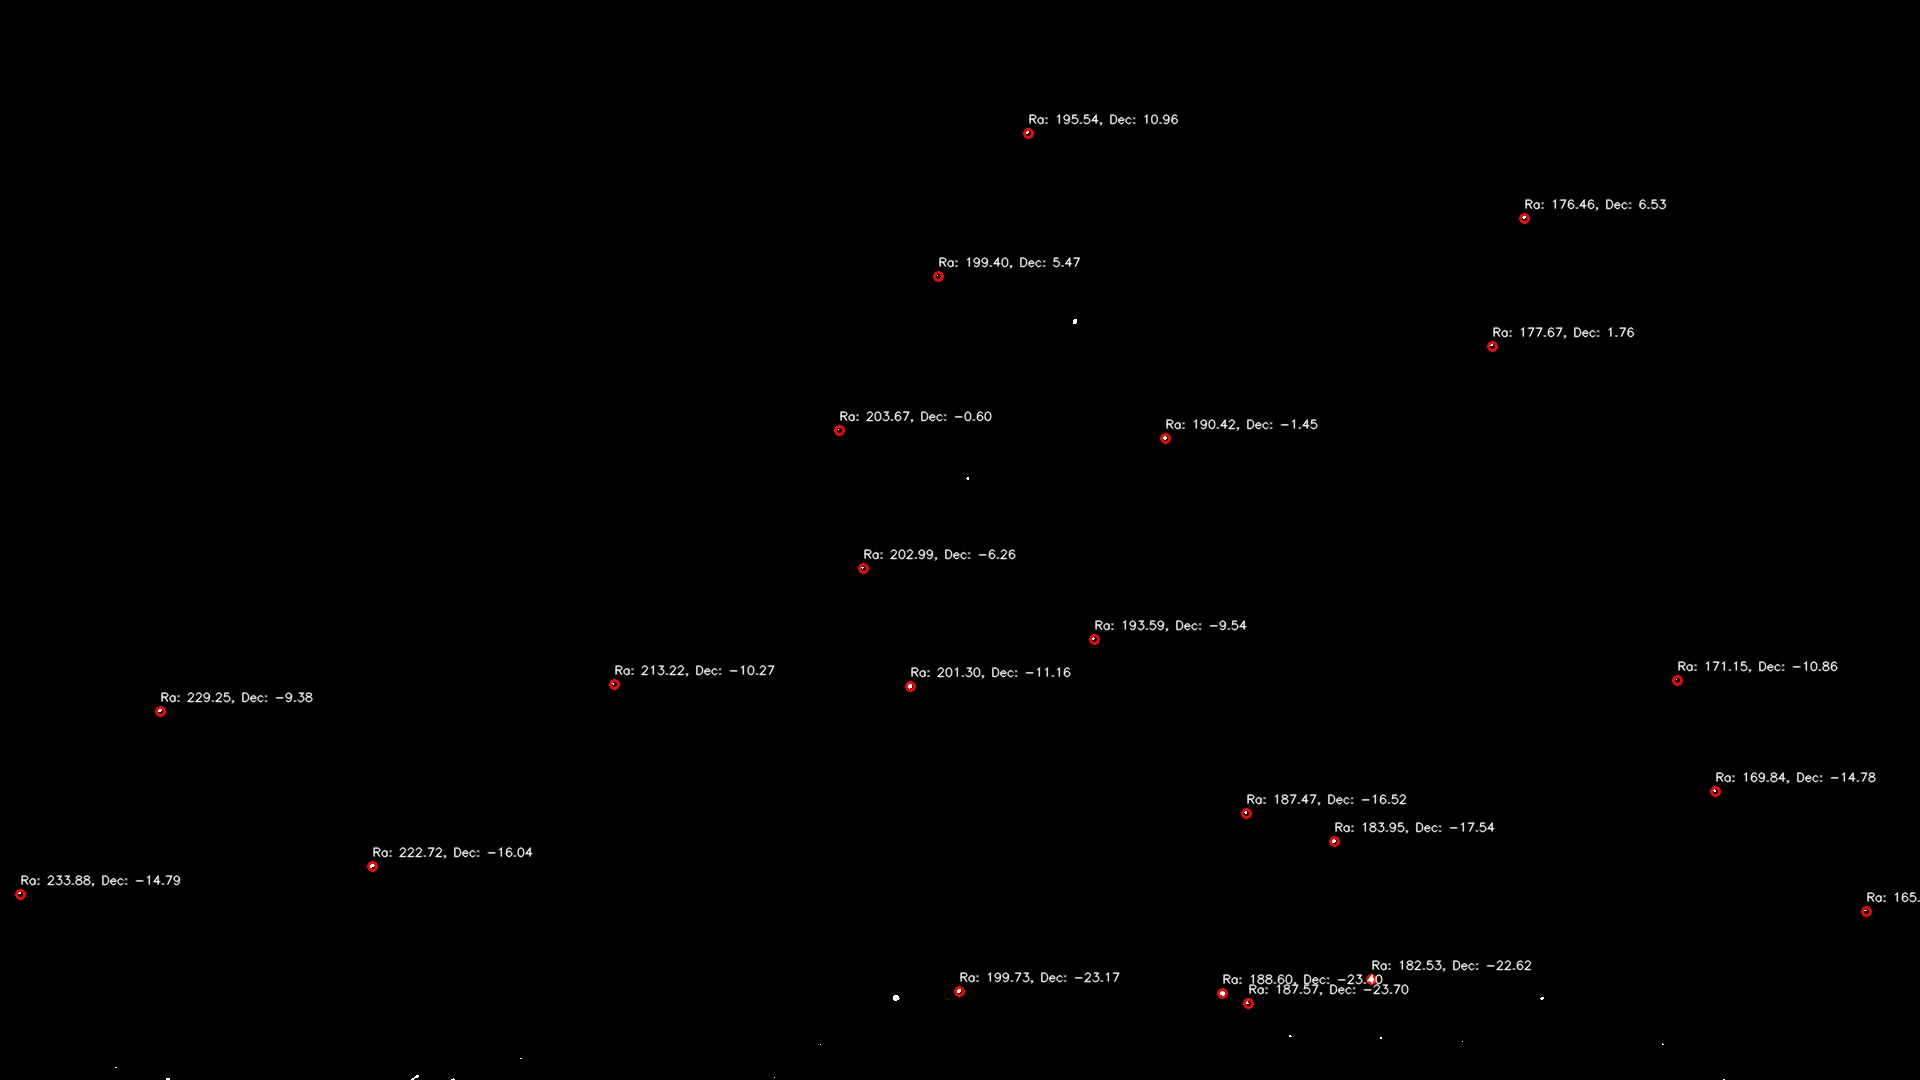 Ra: 195.54, Dec: 10.96
Ra: 176.46, Dec: 6.53
Ra: 199.40, Dec: 5.47
Ra: 177.67, Dec: 1.76
Ra: 203.67, Dec: -0.60
Ra: 190.42, Dec: -1.45
Ra: 202.99, Dec: -6.26
Ra: 193.59, Dec: -9.54
Ra: 171.15, Dec: -10.86
Ra: 213.22, Dec: -10.27
Ra: 201.30, Dec: -11.16
Ra: 229.25, Dec: -9.38
Ra: 169.84, Dec: -14.78
Ra: 187.47, Dec: -16.52
Ra: 183.95, Dec: -17.54
Ra: 222.72, Dec: -16.04
Ra: 233.88, Dec: -14.79
Ra: 165.
Ra: 182.53, Dec: -22.62
Ra: 199.73, Dec: -23.17
Ra: 188.60, Dec:
Ra: 187.57, Dec: -23.70